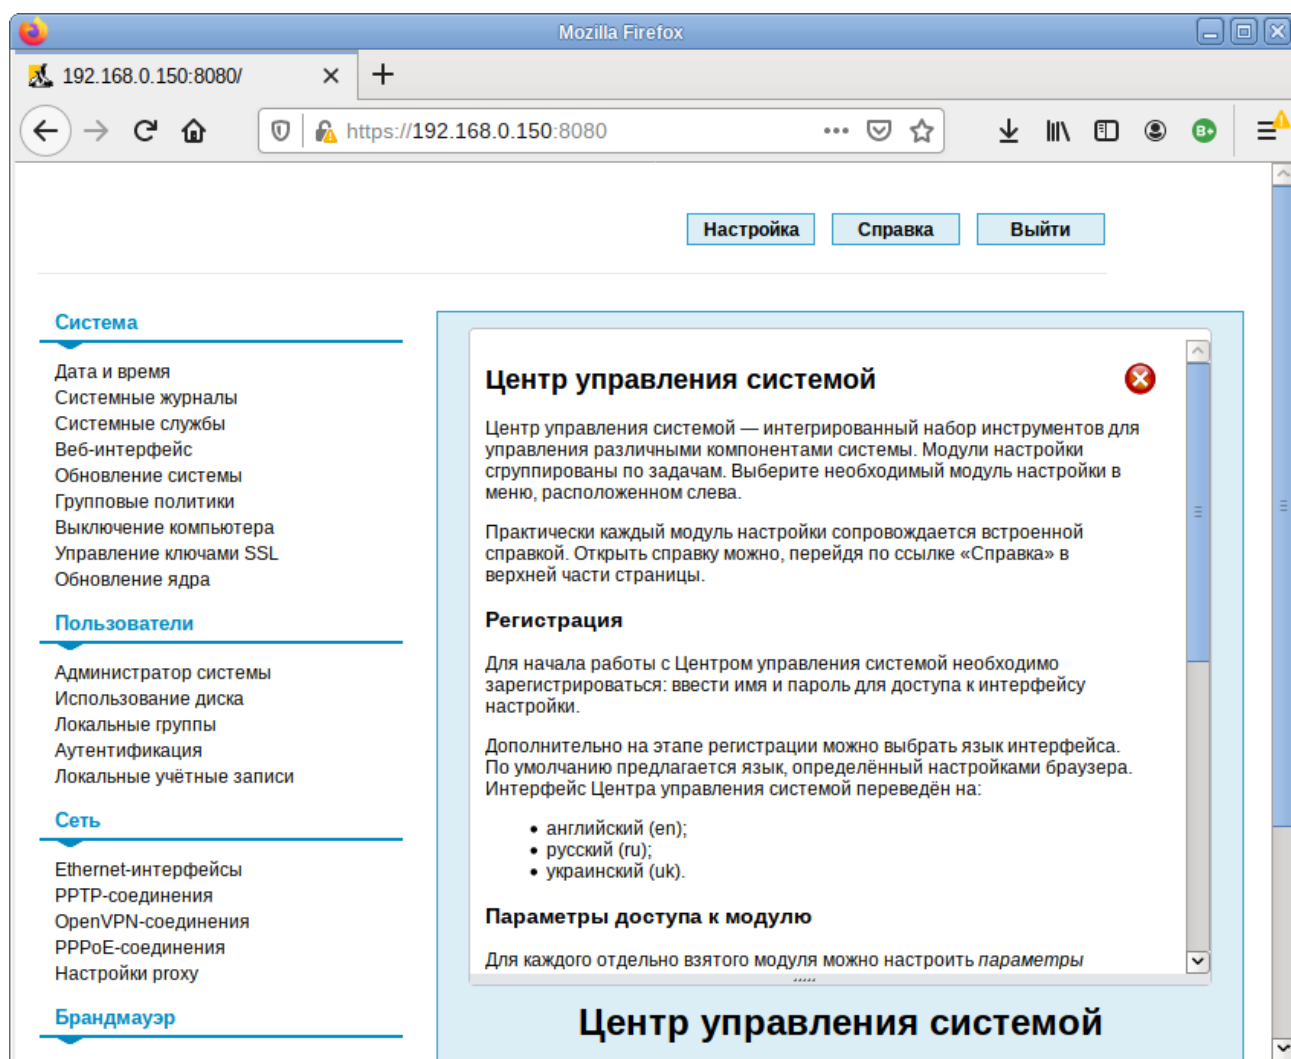 Mozilla Firefox
192.168.0.150:8080/
https://192.168.0.150:8080
B+
Настройка
Справка
Выйти
Система
Дата и время
Системные журналы
Системные службы
Веб-интерфейс
Обновление системы
Групповые политики
Выключение компьютера
Управление ключами SSL
Обновление ядра
Пользователи
Администратор системы
Использование диска
Локальные группы
Аутентификация
Локальные учётные записи
Сеть
Ethernet-интерфейсы
PPTP-соединения
OpenVPN-соединения
PPPoE-соединения
Настройки proxy
Брандмауэр
Центр управления системой
Центр управления системой — интегрированный набор инструментов для
управления различными компонентами системы. Модули настройки
сгруппированы по задачам. Выберите необходимый модуль настройки в
меню, расположенном слева.
Практически каждый модуль настройки сопровождается встроенной
справкой. Открыть справку можно, перейдя по ссылке «Справка» в
верхней части страницы.
Регистрация
Для начала работы с Центром управления системой необходимо
зарегистрироваться: ввести имя и пароль для доступа к интерфейсу
настройки.
Дополнительно на этапе регистрации можно выбрать язык интерфейса.
По умолчанию предлагается язык, определённый настройками браузера.
Интерфейс Центра управления системой переведён на:
• английский (en);
• русский (ru);
• украинский (uk).
Параметры доступа к модулю
Для каждого отдельно взятого модуля можно настроить параметры
Центр управления системой